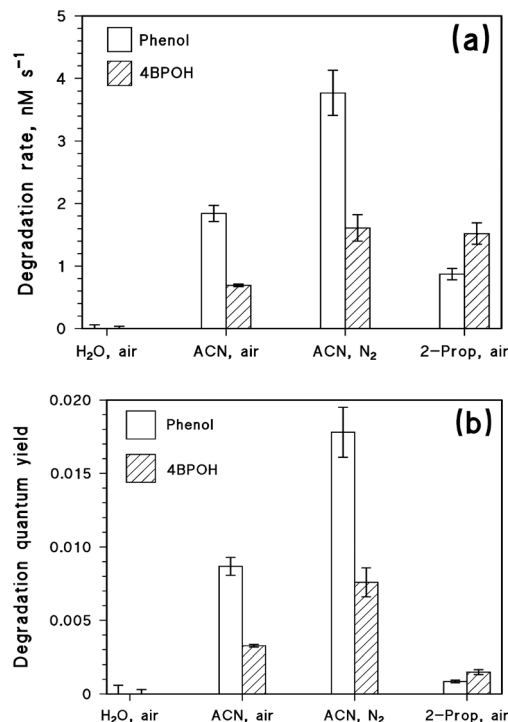 (a)
Phenol
4BPOH
Degradation rate, nM s⁻¹
5
4
3
2
1
0
H₂O, air
ACN, air
ACN, N₂
2-Prop, air
(b)
Phenol
4BPOH
Degradation quantum yield
0.020
0.015
0.010
0.005
0
H₂O, air
ACN, air
ACN, N₂
2-Prop, air